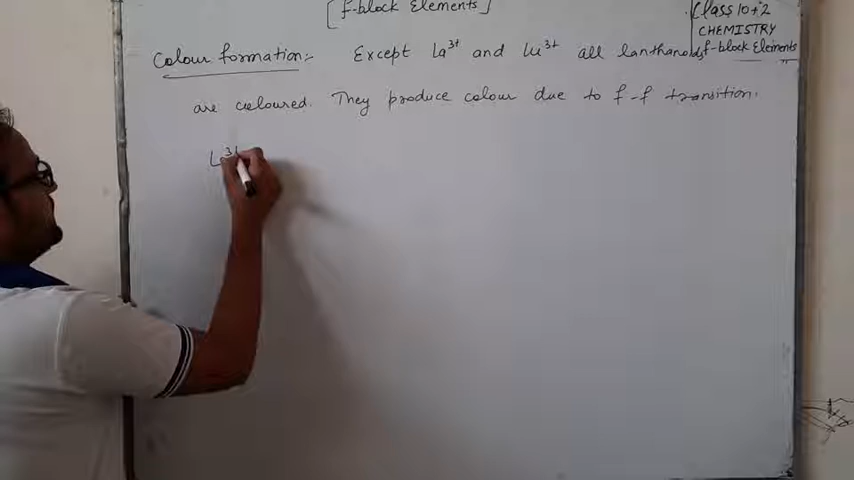 [f-block Elements]
Class 10+2
CHEMISTRY
f-block Elements
Colour formation:- Except La³⁺ and Lu³⁺ all lanthanoids
are coloured. They produce colour due to f-f transition.
La³⁺